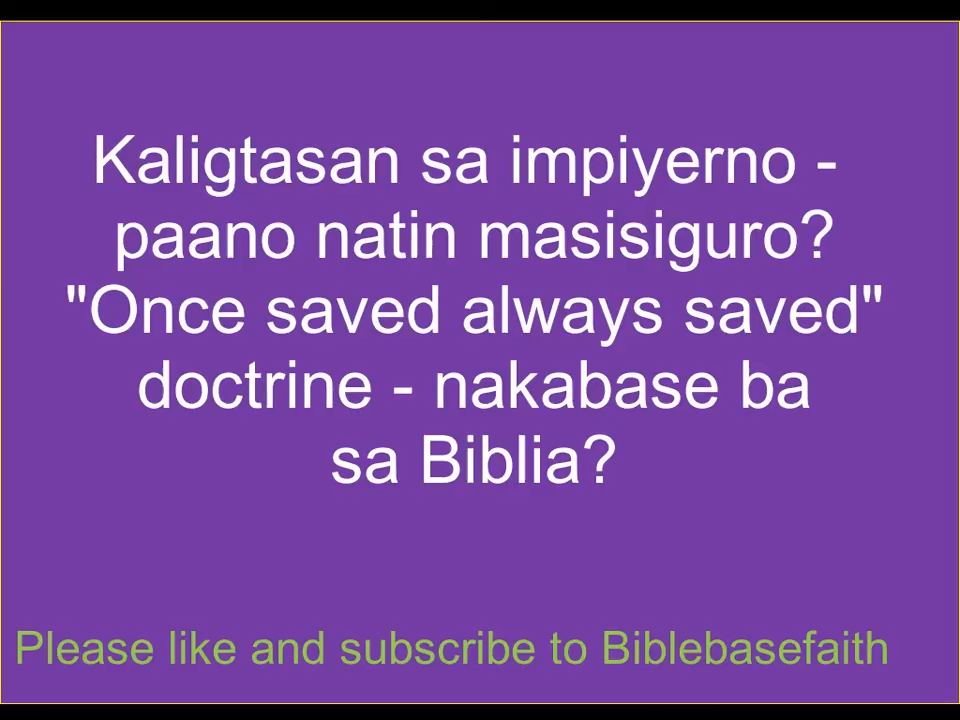 Kaligtasan sa impiyerno -
paano natin masisiguro?
"Once saved always saved"
doctrine - nakabase ba
sa Biblia?
Please like and subscribe to Biblebasefaith